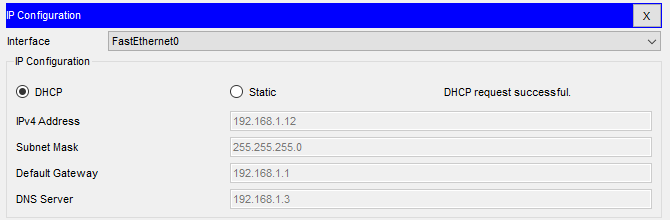 IP Configuration X
Interface FastEthernet0
IP Configuration
DHCP Static DHCP request successful.
IPv4 Address 192.168.1.12
Subnet Mask 255.255.255.0
Default Gateway 192.168.1.1
DNS Server 192.168.1.3